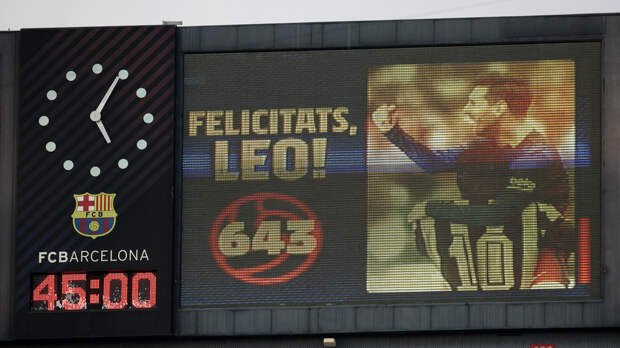 FCB
FCBARCELONA
45:00
FELICITATS,
LEO!
643
10